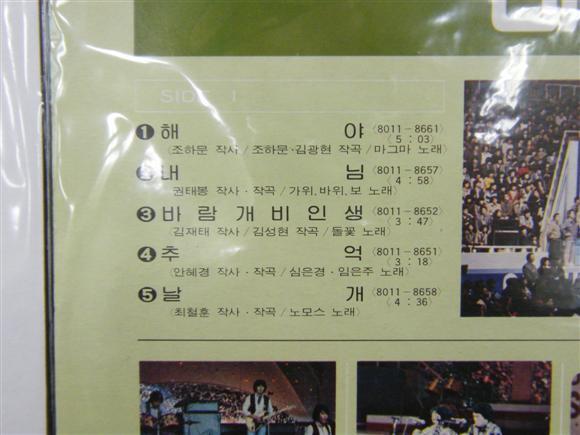 SIDE 1
❶ 해 야 〈8011-8661〉
〈5:03〉
〈조하문 작사/조하문·김광현 작곡/마그마 노래〉
❷ 내 님 〈8011-8657〉
〈4:58〉
권태봉 작사·작곡/가위.바위.보 노래〉
❸ 바람개비인생 〈8011-8652〉
〈3:47〉
〈김재태 작사/김성현 작곡/돌꽃 노래〉
❹ 추 억 〈8011-8651〉
〈3:18〉
〈안혜경 작사·작곡/심은경·임은주 노래〉
❺ 날 개 〈8011-8658〉
〈4:36〉
〈최철훈 작사·작곡/노모스 노래〉